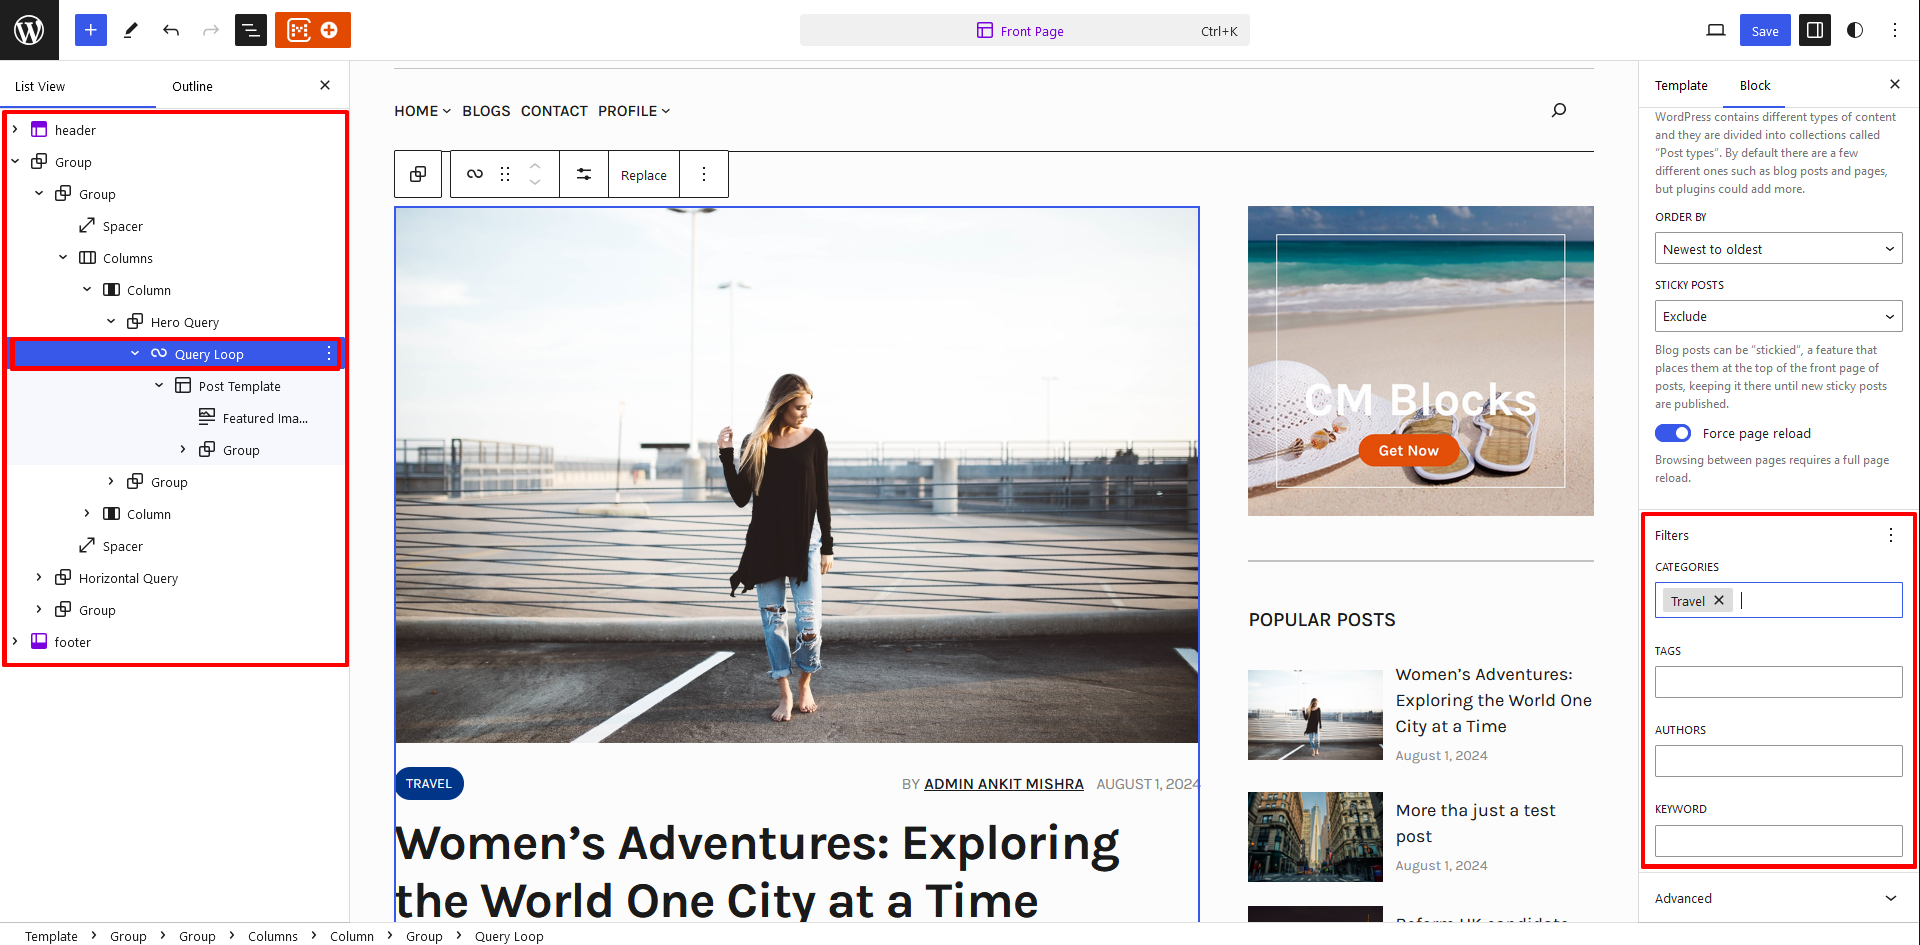 Front Page
Ctrl+K
Save
List View
Outline
header
Group
Group
Spacer
Columns
Column
Hero Query
Query Loop
Post Template
Featured Ima...
Group
Group
Column
Spacer
Horizontal Query
Group
footer
HOME
BLOGS
CONTACT
PROFILE
Replace
TRAVEL
BY ADMIN ANKIT MISHRA
AUGUST 1, 2024
Women’s Adventures: Exploring
the World One City at a Time
CM Blocks
Get Now
POPULAR POSTS
Women’s Adventures:
Exploring the World One
City at a Time
August 1, 2024
More tha just a test
post
August 1, 2024
Reform UK candidate
Template
Block
WordPress contains different types of content
and they are divided into collections called
“Post types”. By default there are a few
different ones such as blog posts and pages,
but plugins could add more.
ORDER BY
Newest to oldest
STICKY POSTS
Exclude
Blog posts can be “stickied”, a feature that
places them at the top of the front page of
posts, keeping it there until new sticky posts
are published.
Force page reload
Browsing between pages requires a full page
reload.
Filters
CATEGORIES
Travel
TAGS
AUTHORS
KEYWORD
Advanced
Template
Group
Group
Columns
Column
Group
Query Loop